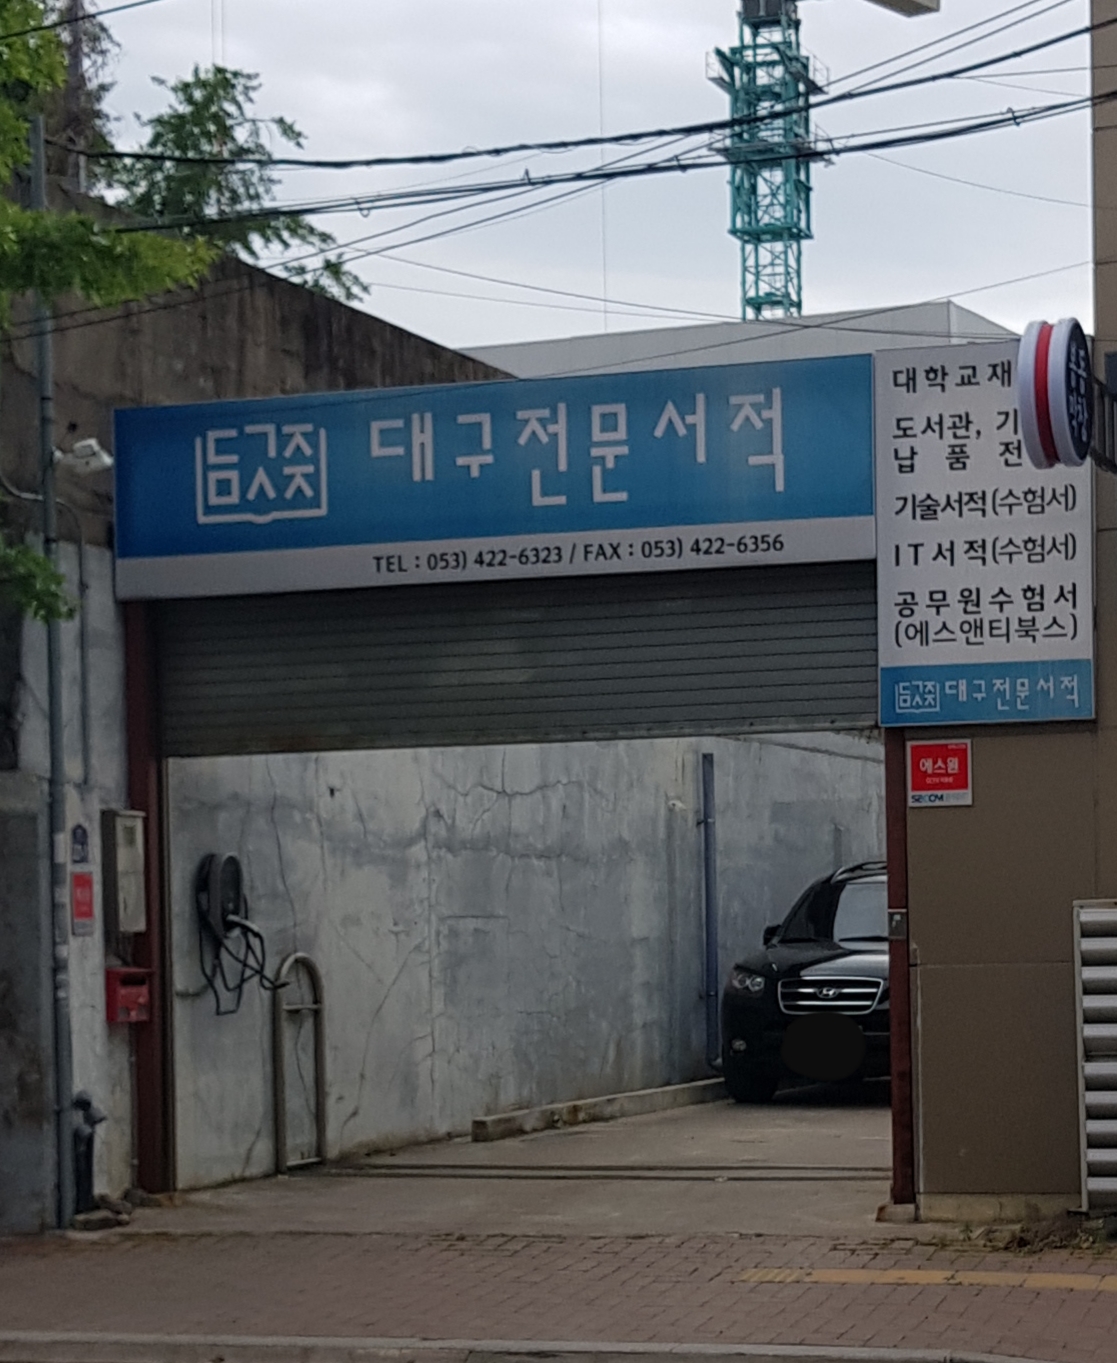 대구전문서적
TEL : 053) 422-6323 / FAX : 053) 422-6356
대학교재
도서관, 기
납 품 전
기술서적(수험서)
IT서적(수험서)
공무원수험서
(에스앤티북스)
대구전문서적
에스원
SECOM